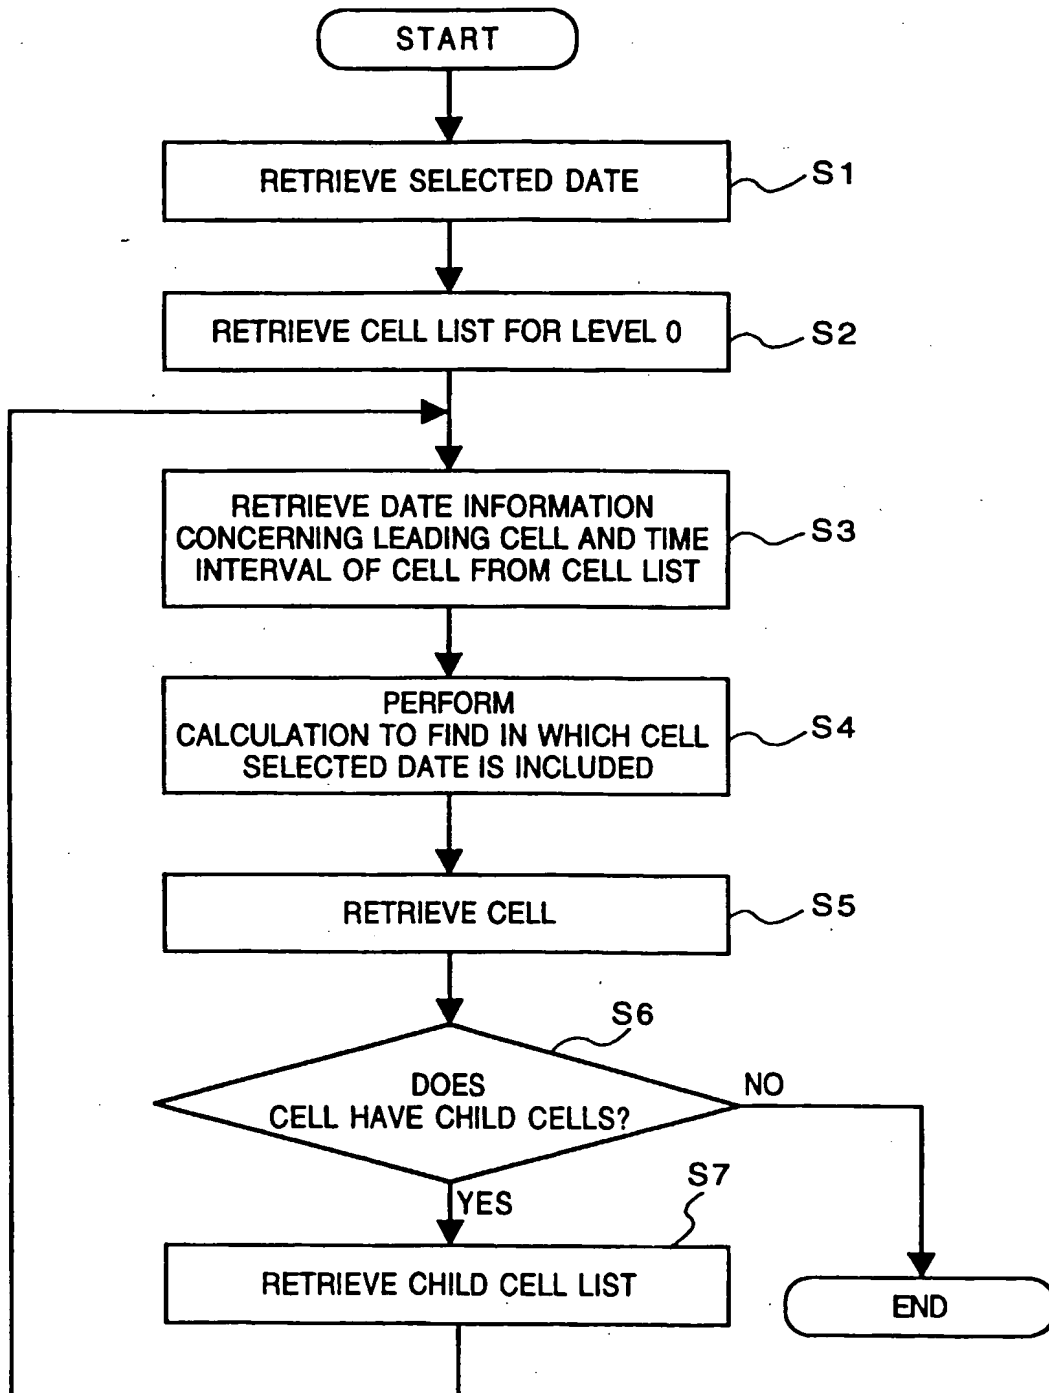 START
RETRIEVE SELECTED DATE
S1
RETRIEVE CELL LIST FOR LEVEL 0
S2
RETRIEVE DATE INFORMATION
CONCERNING LEADING CELL AND TIME
INTERVAL OF CELL FROM CELL LIST
S3
PERFORM
CALCULATION TO FIND IN WHICH CELL
SELECTED DATE IS INCLUDED
S4
RETRIEVE CELL
S5
S6
DOES
CELL HAVE CHILD CELLS?
NO
YES
S7
RETRIEVE CHILD CELL LIST
END